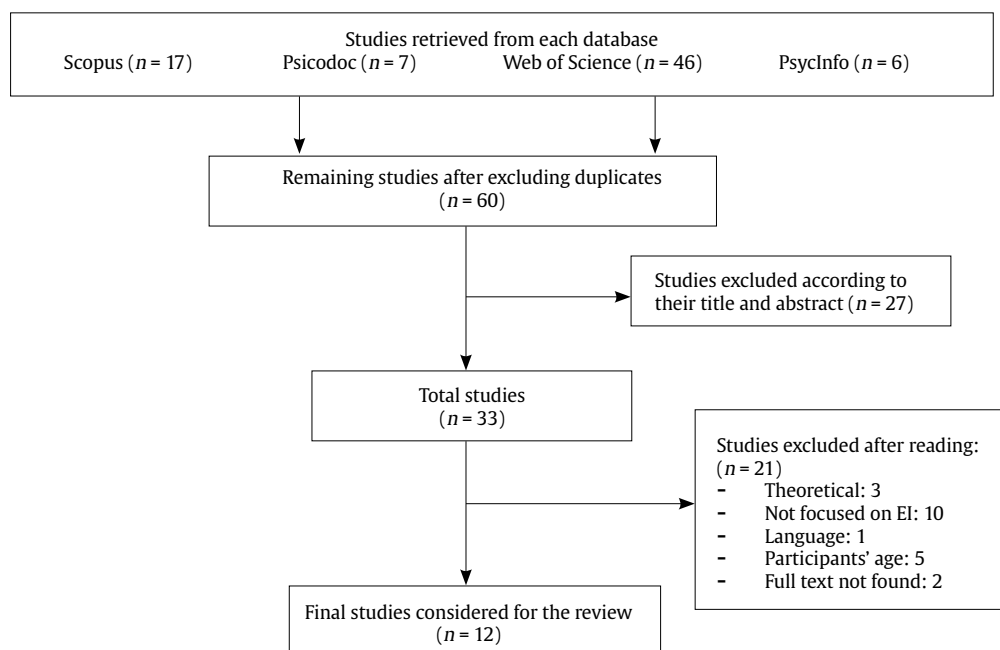 Studies retrieved from each database
Scopus (n = 17) Psicodoc (n = 7) Web of Science (n = 46) PsycInfo (n = 6)
Remaining studies after excluding duplicates
(n = 60)
Studies excluded according to
their title and abstract (n = 27)
Total studies
(n = 33)
Studies excluded after reading:
(n = 21)
- Theoretical: 3
- Not focused on EI: 10
- Language: 1
- Participants’ age: 5
- Full text not found: 2
Final studies considered for the review
(n = 12)